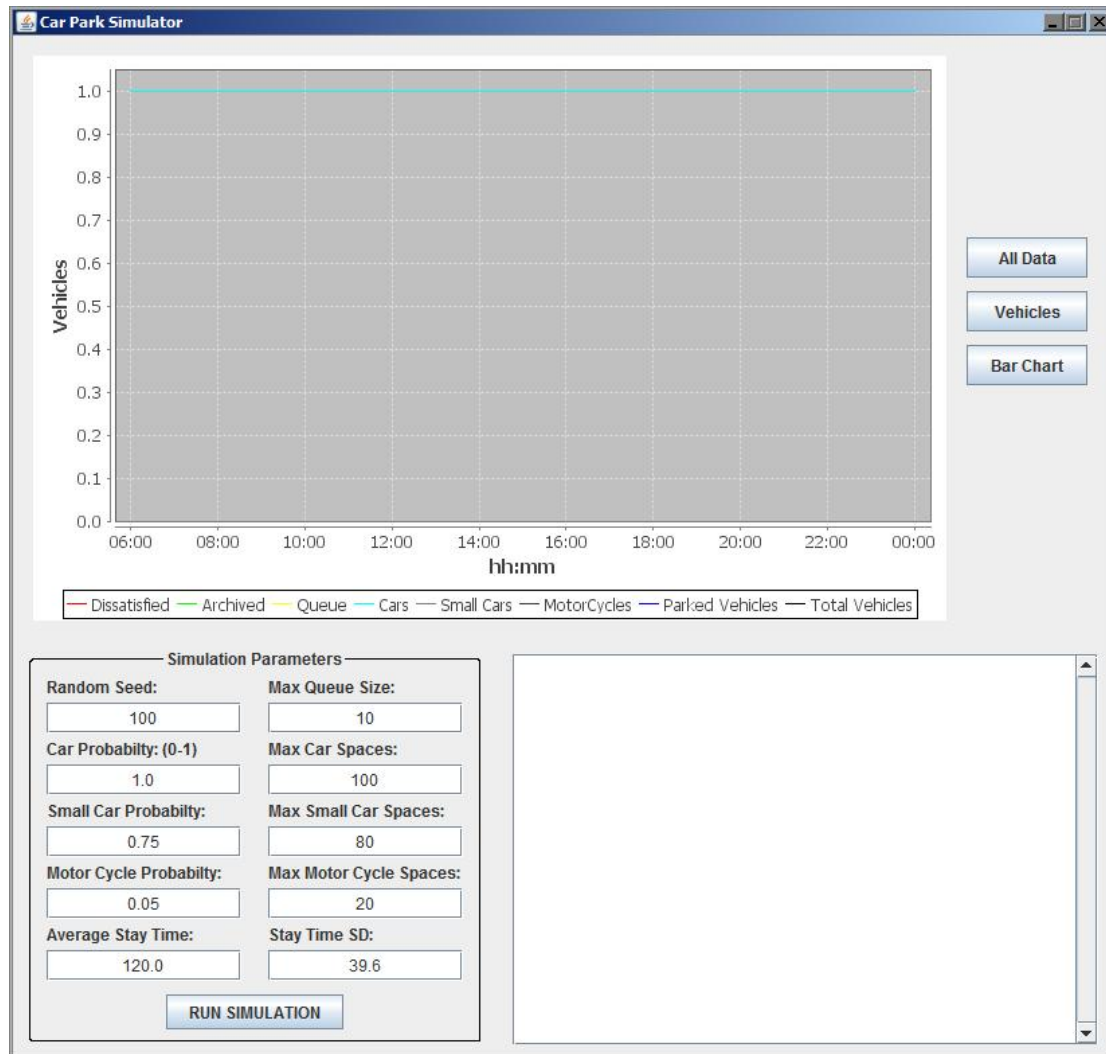 Car Park Simulator
1.0
0.9
0.8
0.7
0.6
0.5
0.4
0.3
0.2
0.1
0.0
Vehicles
06:00 08:00 10:00 12:00 14:00 16:00 18:00 20:00 22:00 00:00
hh:mm
Dissatisfied Archived Queue Cars Small Cars MotorCycles Parked Vehicles Total Vehicles
All Data
Vehicles
Bar Chart
Simulation Parameters
Random Seed: Max Queue Size:
100 10
Car Probabilty: (0-1) Max Car Spaces:
1.0 100
Small Car Probabilty: Max Small Car Spaces:
0.75 80
Motor Cycle Probabilty: Max Motor Cycle Spaces:
0.05 20
Average Stay Time: Stay Time SD:
120.0 39.6
RUN SIMULATION